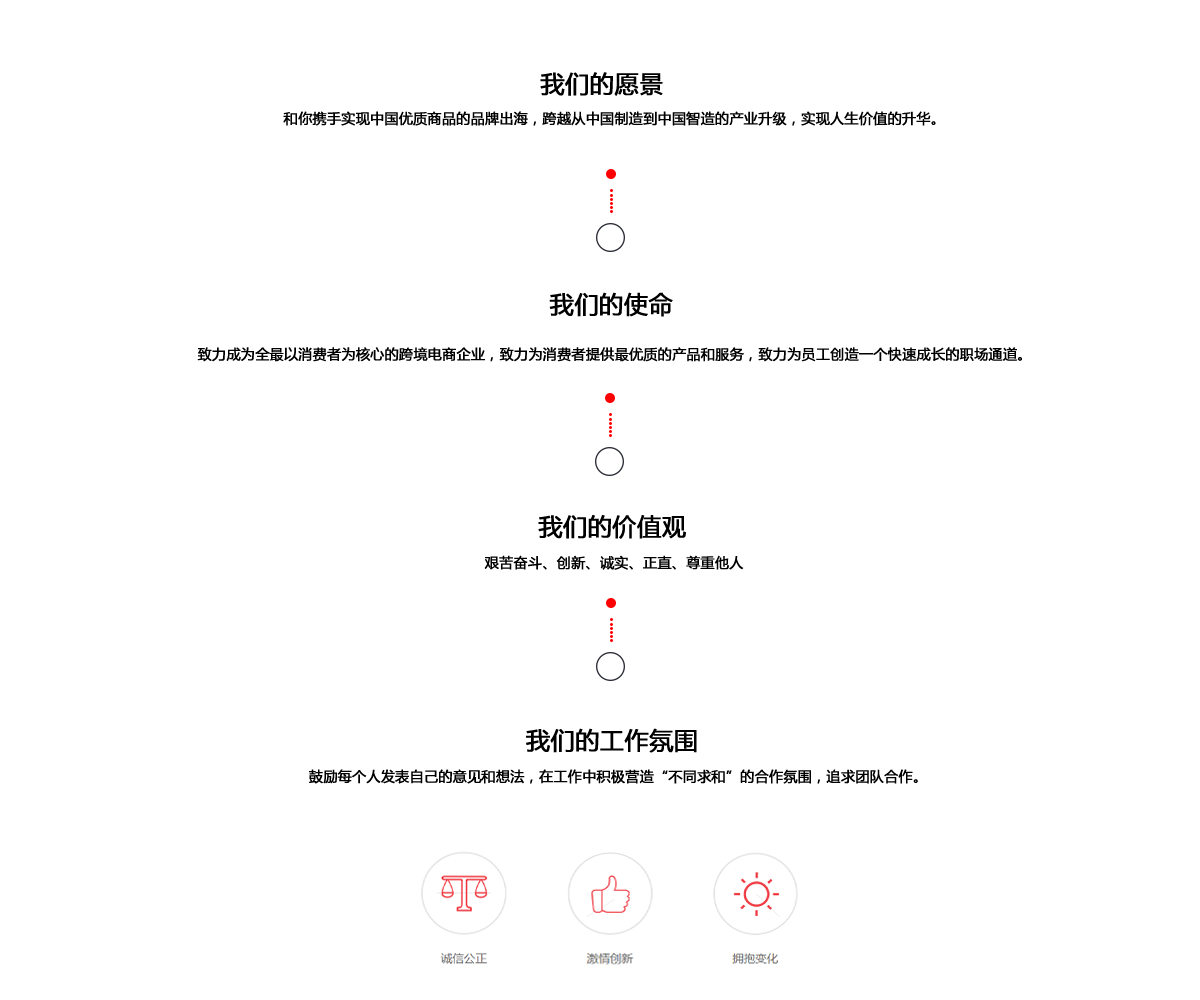 我们的愿景
和你携手实现中国优质商品的品牌出海，跨越从中国制造到中国智造的产业升级，实现人生价值的升华。
我们的使命
致力成为全最以消费者为核心的跨境电商企业，致力为消费者提供最优质的产品和服务，致力为员工创造一个快速成长的职场通道。
我们的价值观
艰苦奋斗、创新、诚实、正直、尊重他人
我们的工作氛围
鼓励每个人发表自己的意见和想法，在工作中积极营造“不同求和”的合作氛围，追求团队合作。
诚信公正
激情创新
拥抱变化